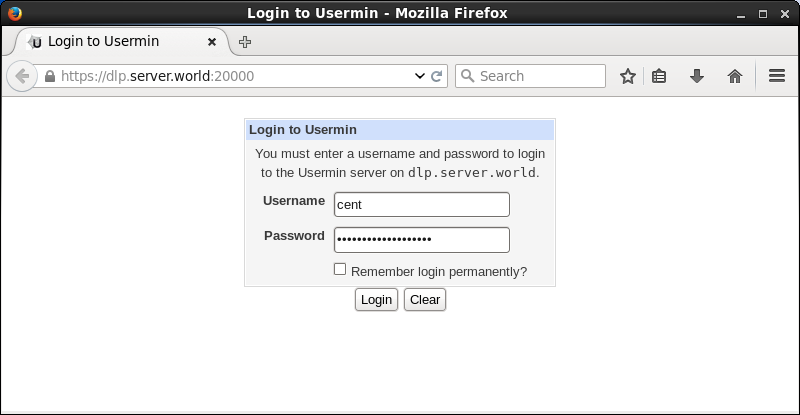 Login to Usermin - Mozilla Firefox
Login to Usermin
https://dlp.server.world:20000
Search
Login to Usermin
You must enter a username and password to login
to the Usermin server on dlp.server.world.
Username cent
Password •••••••••••••••••••
Remember login permanently?
Login Clear